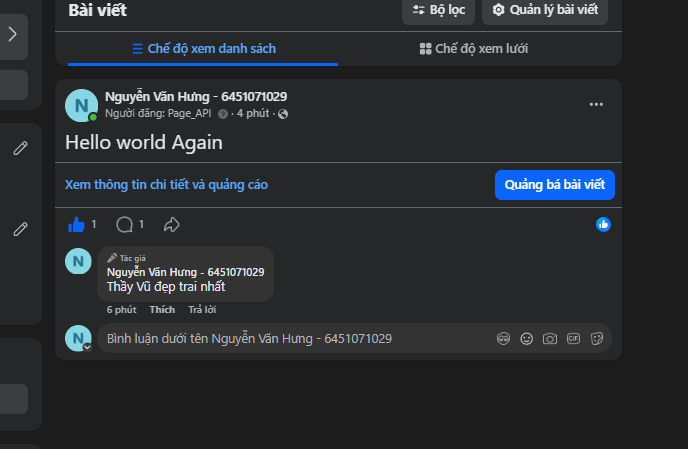 Bài viết
Bộ lọc
Quản lý bài viết
Chế độ xem danh sách
Chế độ xem lưới
N
Nguyễn Văn Hưng - 6451071029
Người đăng: Page_API ? · 4 phút ·
Hello world Again
Xem thông tin chi tiết và quảng cáo
Quảng bá bài viết
1
1
N
Tác giả
Nguyễn Văn Hưng - 6451071029
Thầy Vũ đẹp trai nhất
6 phút
Thích
Trả lời
N
Bình luận dưới tên Nguyễn Văn Hưng - 6451071029
GIF